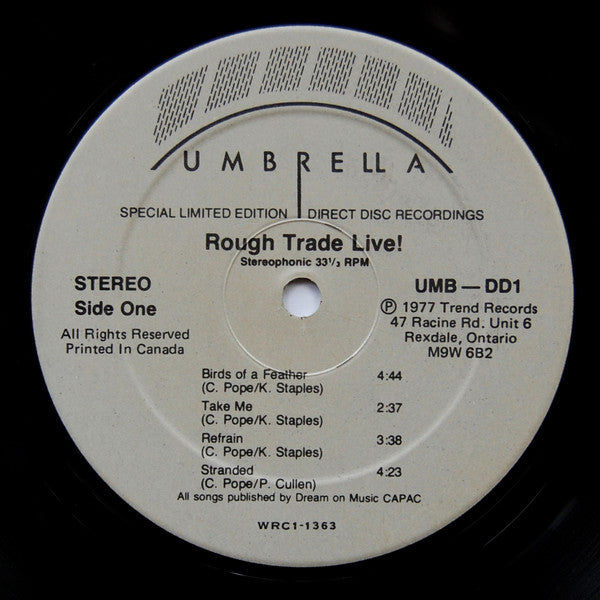 UMBRELLA
SPECIAL LIMITED EDITION DIRECT DISC RECORDINGS
Rough Trade Live!
Stereophonic 33⅓ RPM
STEREO
Side One
All Rights Reserved
Printed In Canada
UMB — DD1
Ⓟ 1977 Trend Records
47 Racine Rd. Unit 6
Rexdale, Ontario
M9W 6B2
Birds of a Feather 4:44
(C. Pope/K. Staples)
Take Me 2:37
(C. Pope/K. Staples)
Refrain 3:38
(C. Pope/K. Staples)
Stranded 4:23
(C. Pope/P. Cullen)
All songs published by Dream on Music CAPAC
WRC1-1363